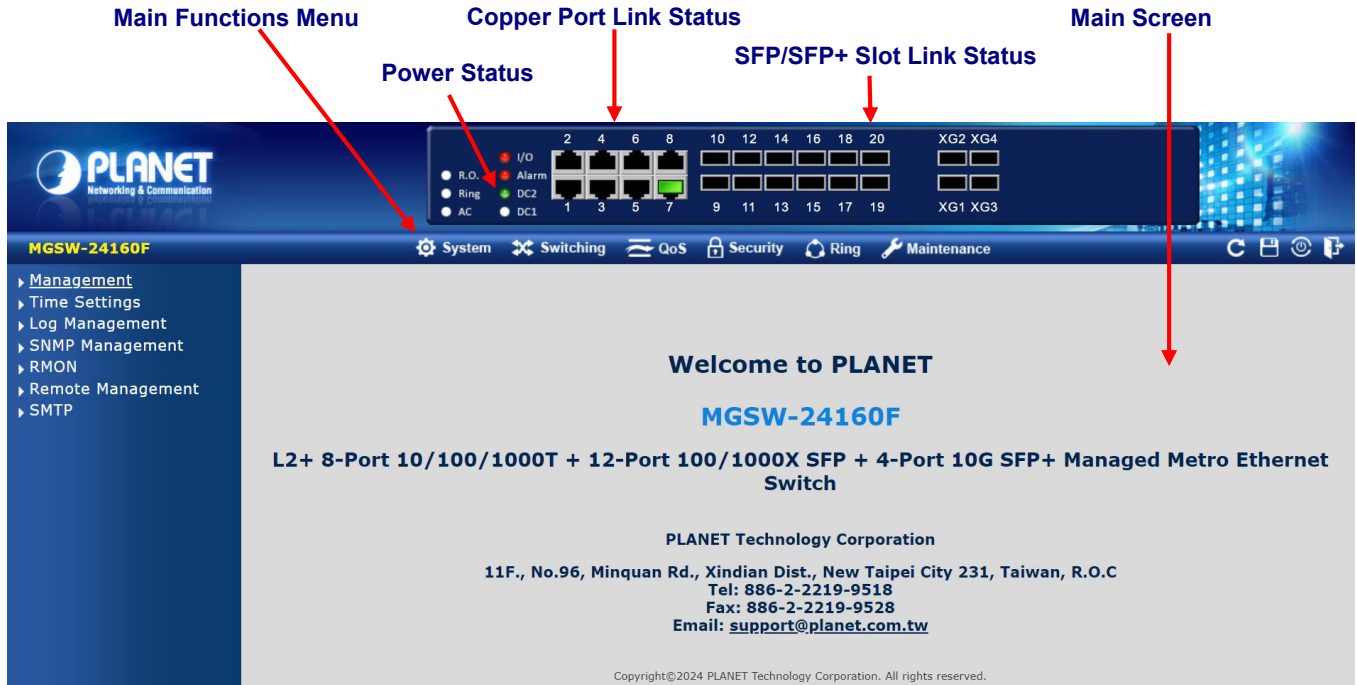 Main Functions Menu
Copper Port Link Status
Main Screen
Power Status
SFP/SFP+ Slot Link Status
PLANET
Networking & Communication
2 4 6 8 10 12 14 16 18 20 XG2 XG4
I/O
R.O. Alarm
Ring DC2
AC DC1
1 3 5 7 9 11 13 15 17 19 XG1 XG3
MGSW-24160F
System Switching QoS Security Ring Maintenance
Management
Time Settings
Log Management
SNMP Management
RMON
Remote Management
SMTP
Welcome to PLANET
MGSW-24160F
L2+ 8-Port 10/100/1000T + 12-Port 100/1000X SFP + 4-Port 10G SFP+ Managed Metro Ethernet
Switch
PLANET Technology Corporation
11F., No.96, Minquan Rd., Xindian Dist., New Taipei City 231, Taiwan, R.O.C
Tel: 886-2-2219-9518
Fax: 886-2-2219-9528
Email: support@planet.com.tw
Copyright©2024 PLANET Technology Corporation. All rights reserved.